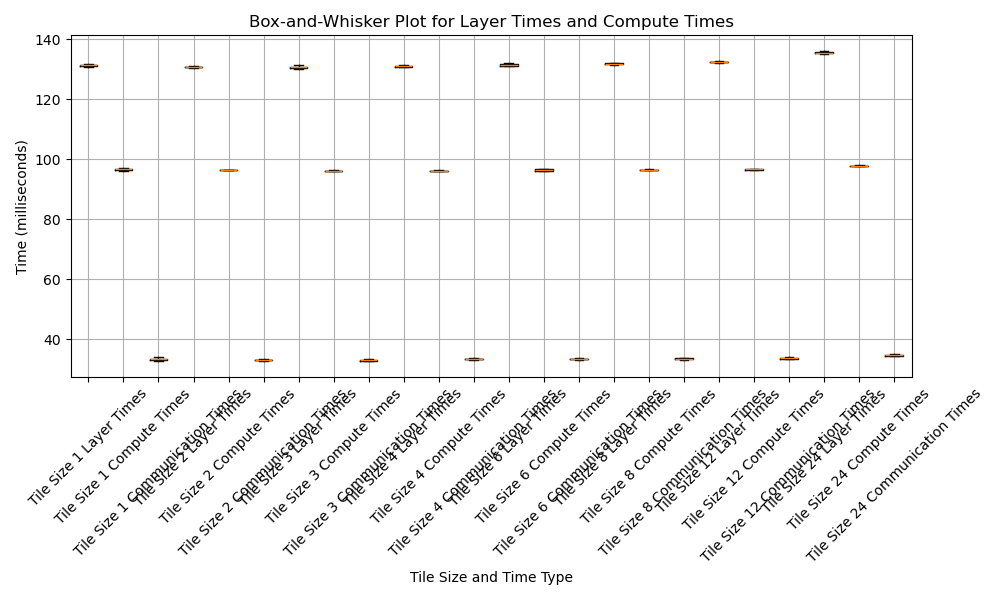 Box-and-Whisker Plot for Layer Times and Compute Times
Time (milliseconds)
140
120
100
80
60
40
Tile Size 1 Layer Times
Tile Size 1 Compute Times
Tile Size 1 Communication Times
Tile Size 2 Layer Times
Tile Size 2 Compute Times
Tile Size 2 Communication Times
Tile Size 3 Layer Times
Tile Size 3 Compute Times
Tile Size 3 Communication Times
Tile Size 4 Layer Times
Tile Size 4 Compute Times
Tile Size 4 Communication Times
Tile Size 6 Layer Times
Tile Size 6 Compute Times
Tile Size 6 Communication Times
Tile Size 8 Layer Times
Tile Size 8 Compute Times
Tile Size 8 Communication Times
Tile Size 12 Layer Times
Tile Size 12 Compute Times
Tile Size 12 Communication Times
Tile Size 24 Layer Times
Tile Size 24 Compute Times
Tile Size 24 Communication Times
Tile Size and Time Type